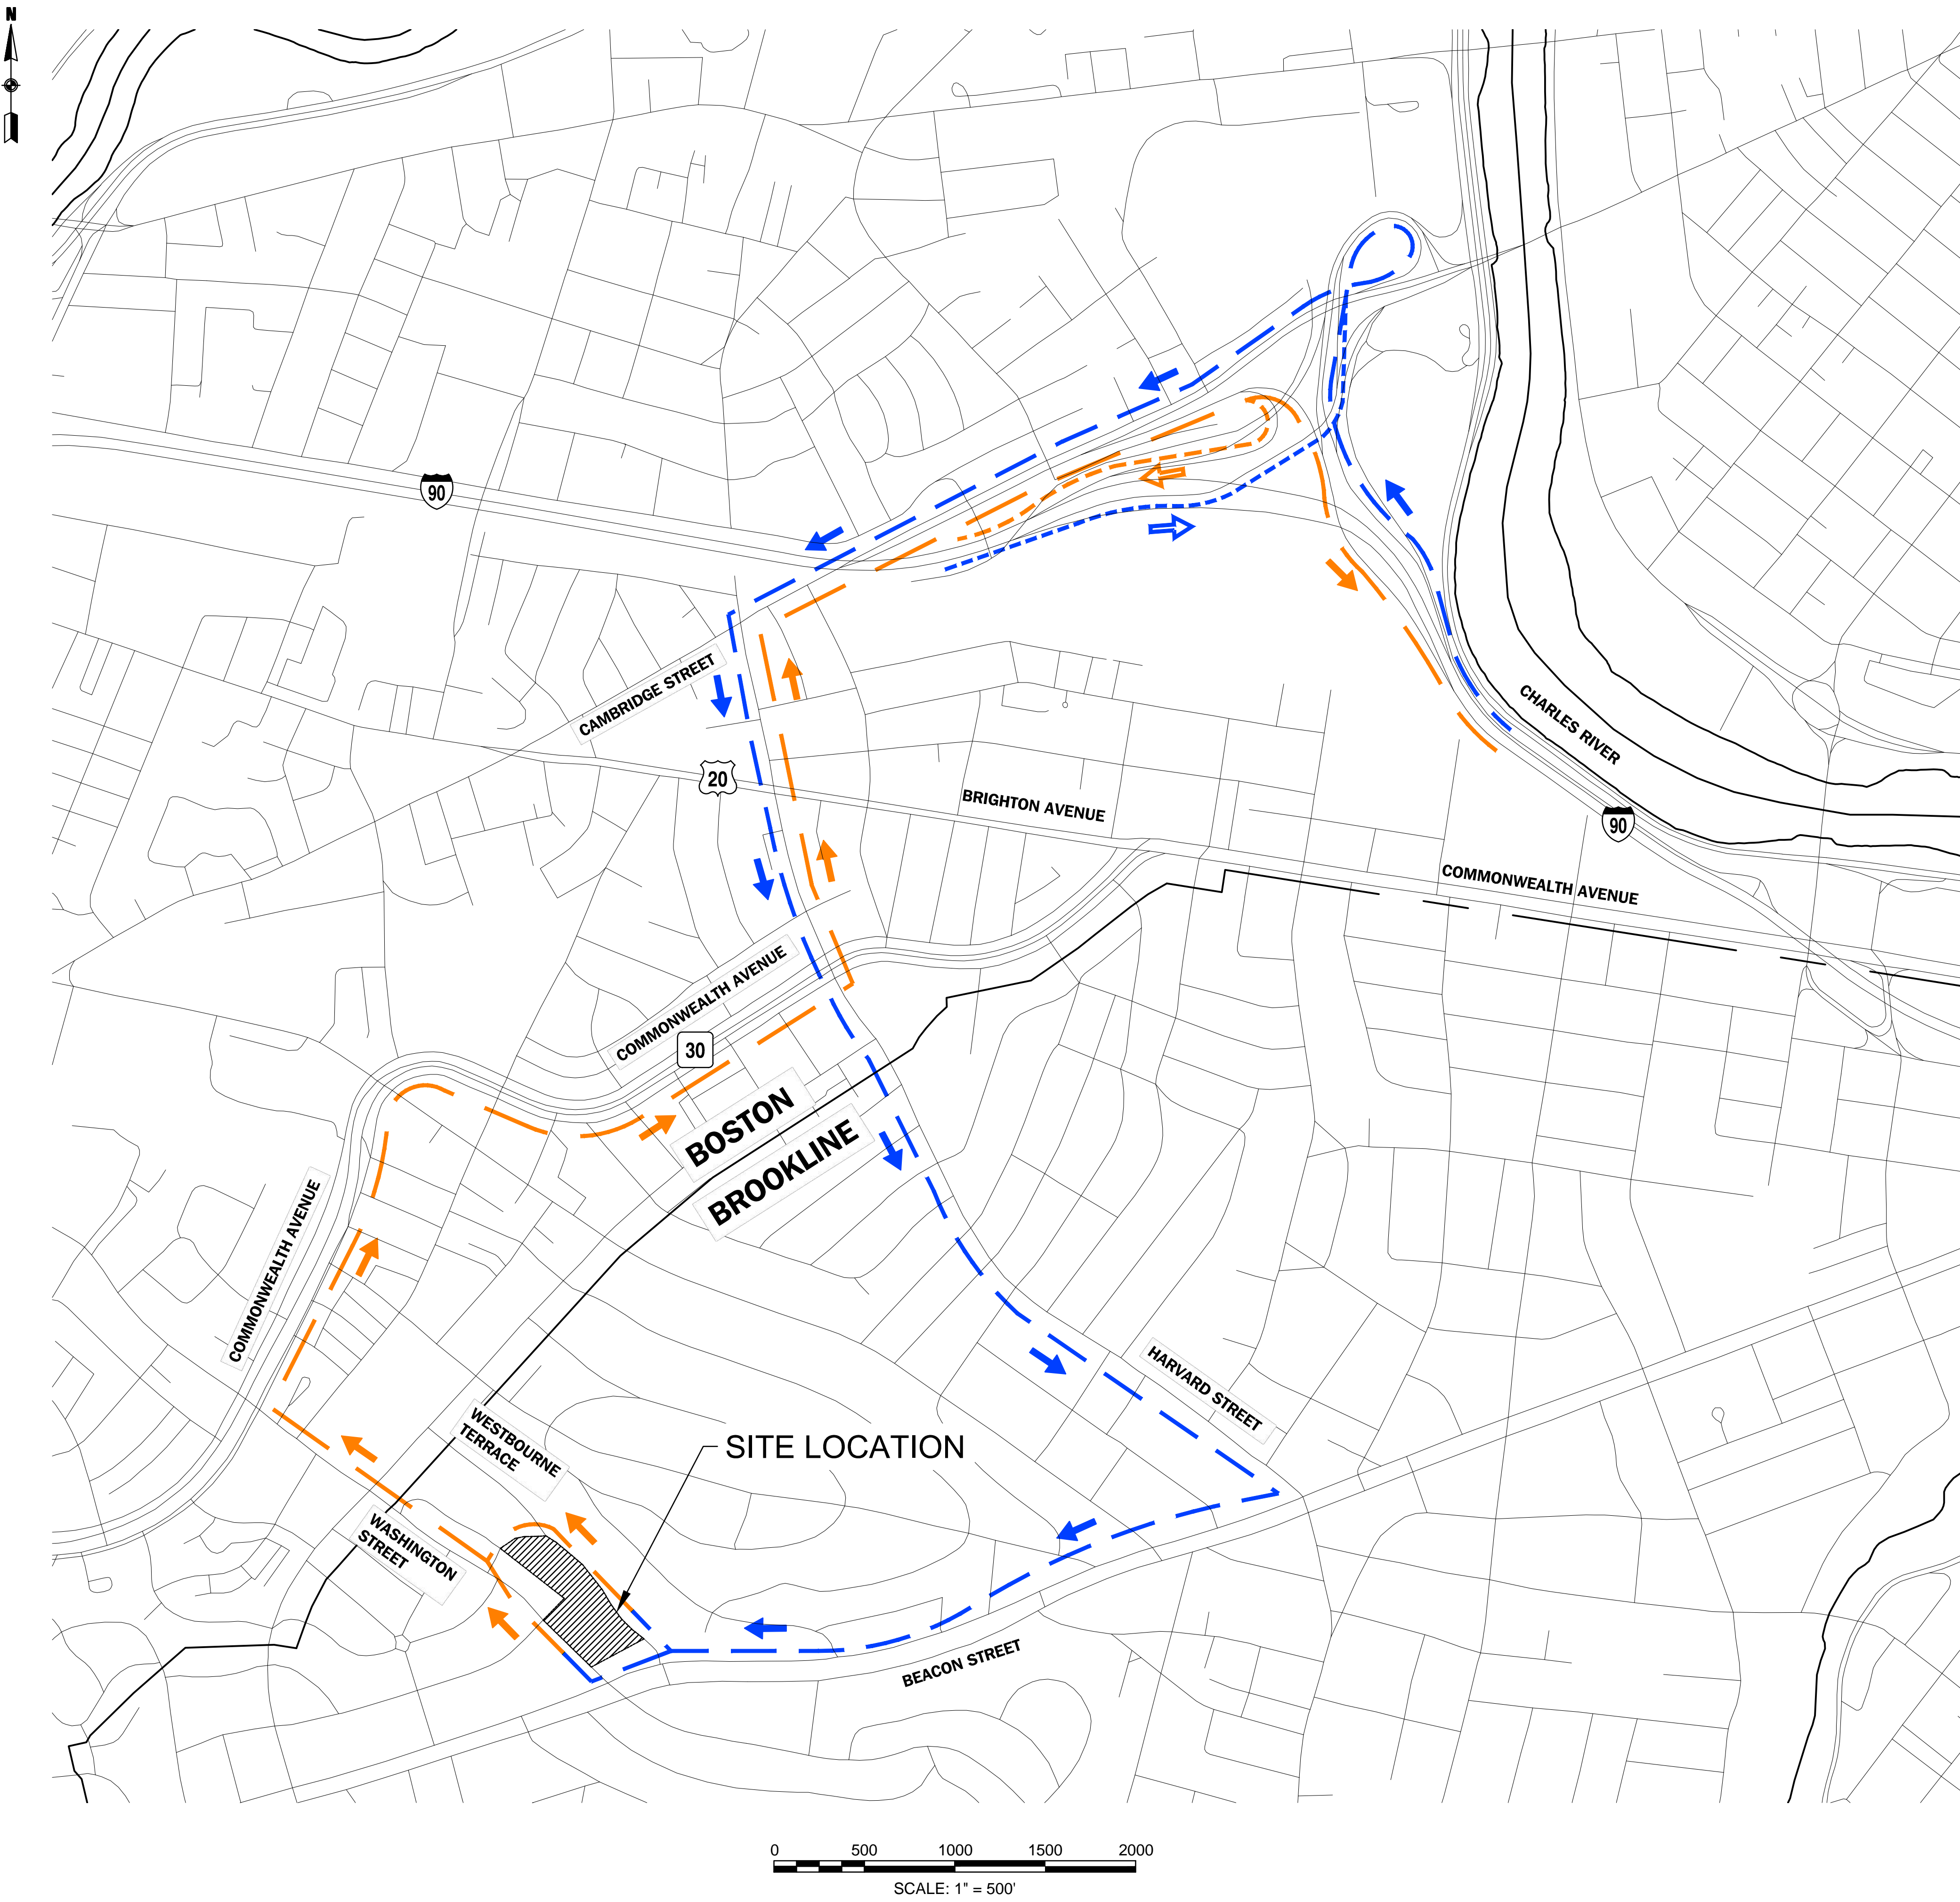 N
90
CAMBRIDGE STREET
CHARLES RIVER
20
BRIGHTON AVENUE
90
COMMONWEALTH AVENUE
COMMONWEALTH AVENUE
30
BOSTON
BROOKLINE
COMMONWEALTH AVENUE
HARVARD STREET
WESTBOURNE
TERRACE
SITE LOCATION
WASHINGTON
STREET
BEACON STREET
0 500 1000 1500 2000
SCALE: 1" = 500'